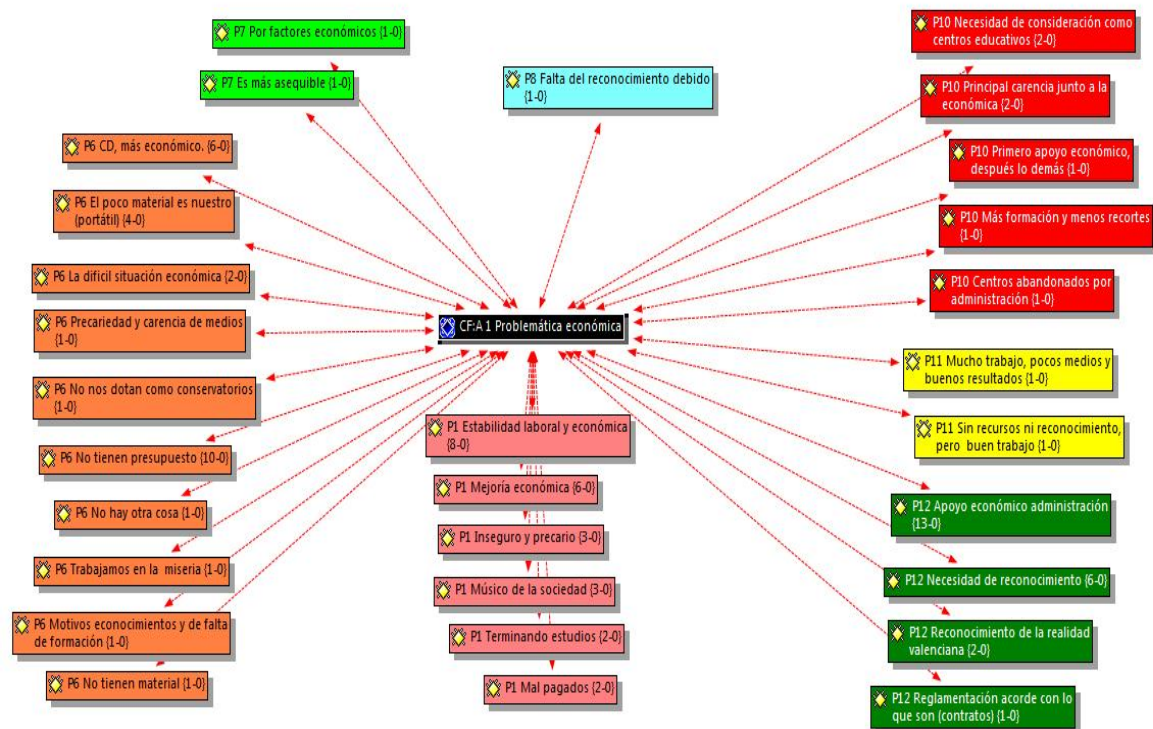 P7 Por factores económicos {1-0}
P7 Es más asequible {1-0}
P8 Falta del reconocimiento debido
{1-0}
P10 Necesidad de consideración como
centros educativos {2-0}
P10 Principal carencia junto a la
económica {2-0}
P10 Primero apoyo económico,
después lo demás {1-0}
P10 Más formación y menos recortes
{1-0}
P10 Centros abandonados por
administración {1-0}
P6 CD, más económico. {6-0}
P6 El poco material es nuestro
(portátil) {4-0}
P6 La dificil situación económica {2-0}
P6 Precariedad y carencia de medios
{1-0}
P6 No nos dotan como conservatorios
{1-0}
P6 No tienen presupuesto {10-0}
P6 No hay otra cosa {1-0}
P6 Trabajamos en la miseria {1-0}
P6 Motivos econocimientos y de falta
de formación {1-0}
P6 No tienen material {1-0}
CF:A 1 Problemática económica
P1 Estabilidad laboral y económica
{8-0}
P1 Mejoría económica {6-0}
P1 Inseguro y precario {3-0}
P1 Músico de la sociedad {3-0}
P1 Terminando estudios {2-0}
P1 Mal pagados {2-0}
P11 Mucho trabajo, pocos medios y
buenos resultados {1-0}
P11 Sin recursos ni reconocimiento,
pero buen trabajo {1-0}
P12 Apoyo económico administración
{13-0}
P12 Necesidad de reconocimiento {6-0}
P12 Reconocimiento de la realidad
valenciana {2-0}
P12 Reglamentación acorde con lo
que son (contratos) {1-0}